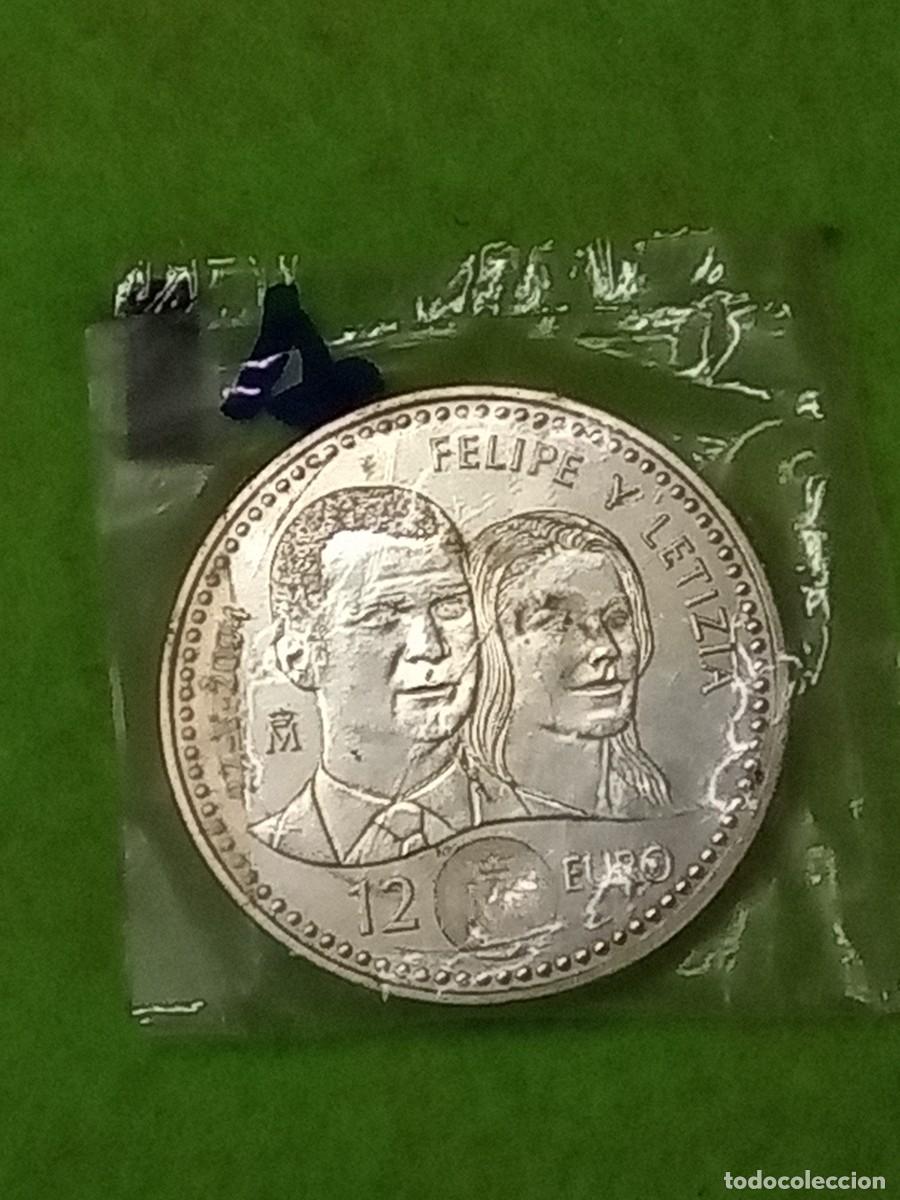 FELIPE Y LETIZIA
M
12 EURO
todocoleccion